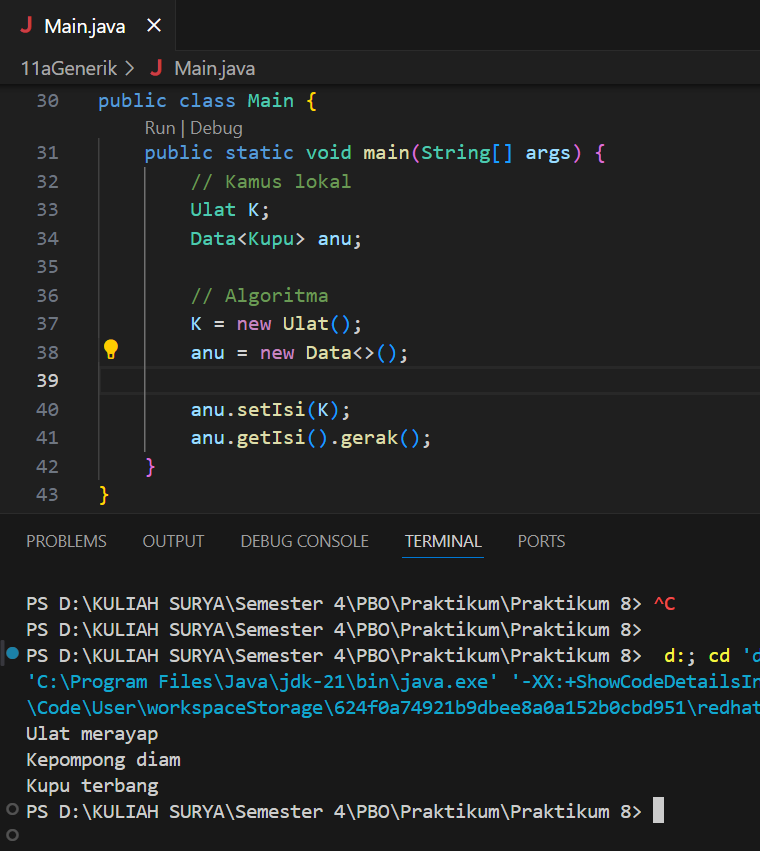 J Main.java ×
11aGenerik > J Main.java
30 public class Main {
Run | Debug
31 public static void main(String[] args) {
32 // Kamus lokal
33 Ulat K;
34 Data<Kupu> anu;
35
36 // Algoritma
37 K = new Ulat();
38 anu = new Data<>();
39
40 anu.setIsi(K);
41 anu.getIsi().gerak();
42 }
43 }
PROBLEMS OUTPUT DEBUG CONSOLE TERMINAL PORTS
PS D:\KULIAH SURYA\Semester 4\PBO\Praktikum\Praktikum 8> ^C
PS D:\KULIAH SURYA\Semester 4\PBO\Praktikum\Praktikum 8>
PS D:\KULIAH SURYA\Semester 4\PBO\Praktikum\Praktikum 8> d:; cd '
'C:\Program Files\Java\jdk-21\bin\java.exe' '-XX:+ShowCodeDetailsIn
\Code\User\workspaceStorage\624f0a74921b9dbee8a0a152b0cbd951\redhat
Ulat merayap
Kepompong diam
Kupu terbang
PS D:\KULIAH SURYA\Semester 4\PBO\Praktikum\Praktikum 8>